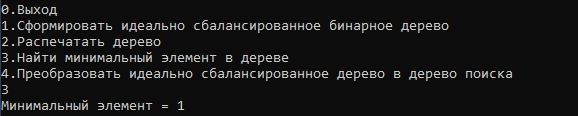 0.Выход
1.Сформировать идеально сбалансированное бинарное дерево
2.Распечатать дерево
3.Найти минимальный элемент в дереве
4.Преобразовать идеально сбалансированное дерево в дерево поиска
3
Минимальный элемент = 1